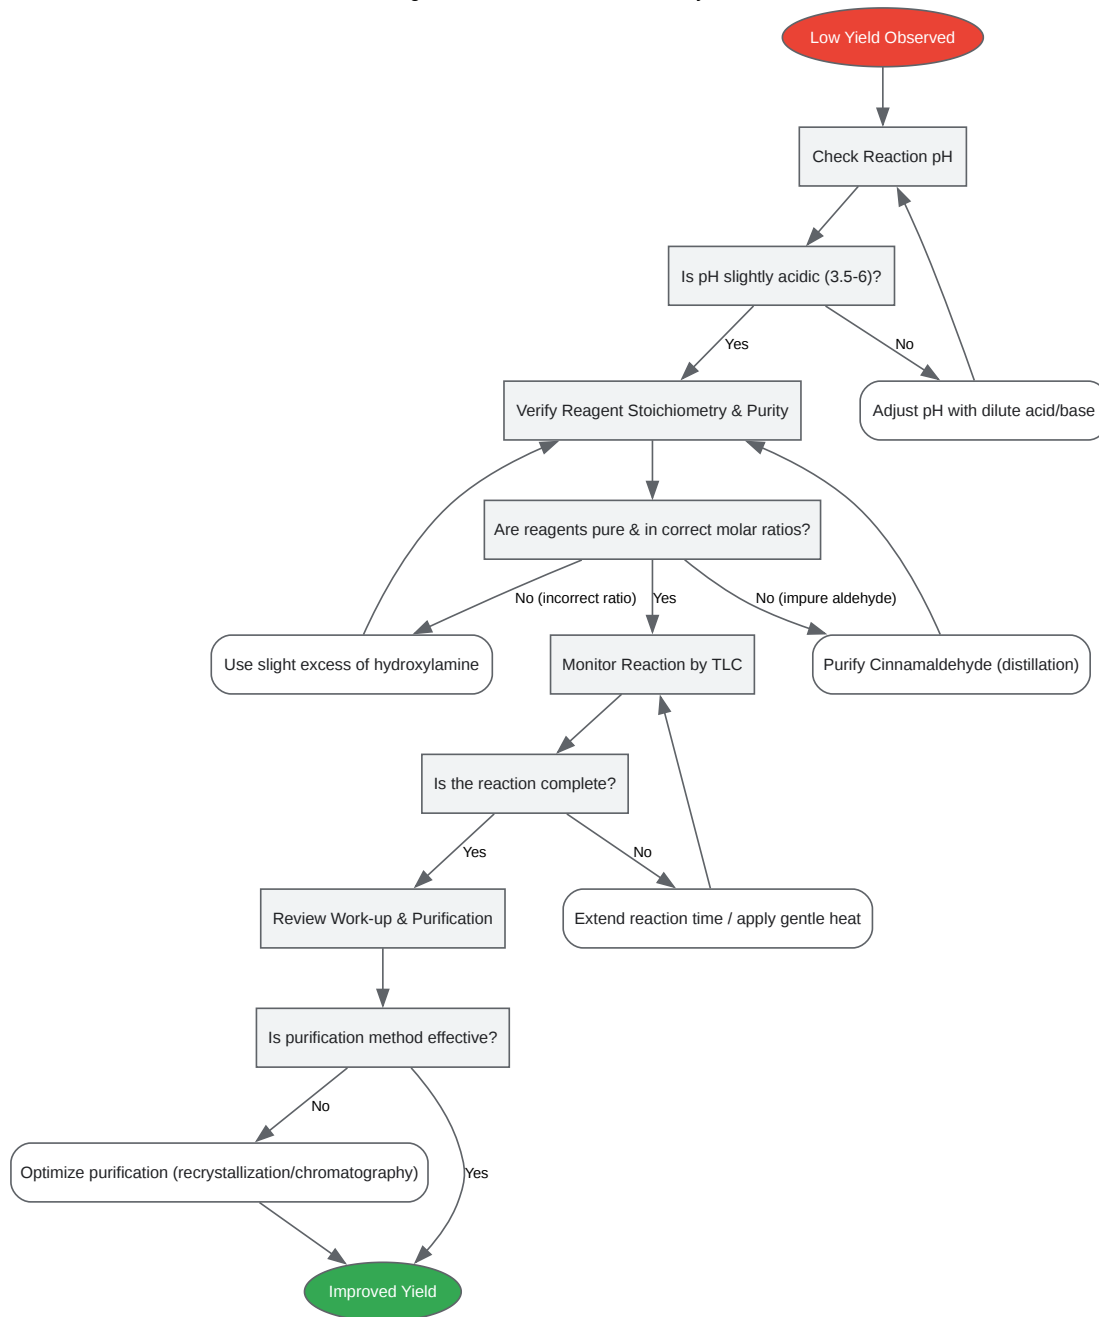 Low Yield Observed
Check Reaction pH
Is pH slightly acidic (3.5-6)?
Yes
No
Verify Reagent Stoichiometry & Purity
Adjust pH with dilute acid/base
Are reagents pure & in correct molar ratios?
No (incorrect ratio)
Yes
No (impure aldehyde)
Use slight excess of hydroxylamine
Monitor Reaction by TLC
Purify Cinnamaldehyde (distillation)
Is the reaction complete?
Yes
No
Review Work-up & Purification
Extend reaction time / apply gentle heat
Is purification method effective?
No
Yes
Optimize purification (recrystallization/chromatography)
Improved Yield